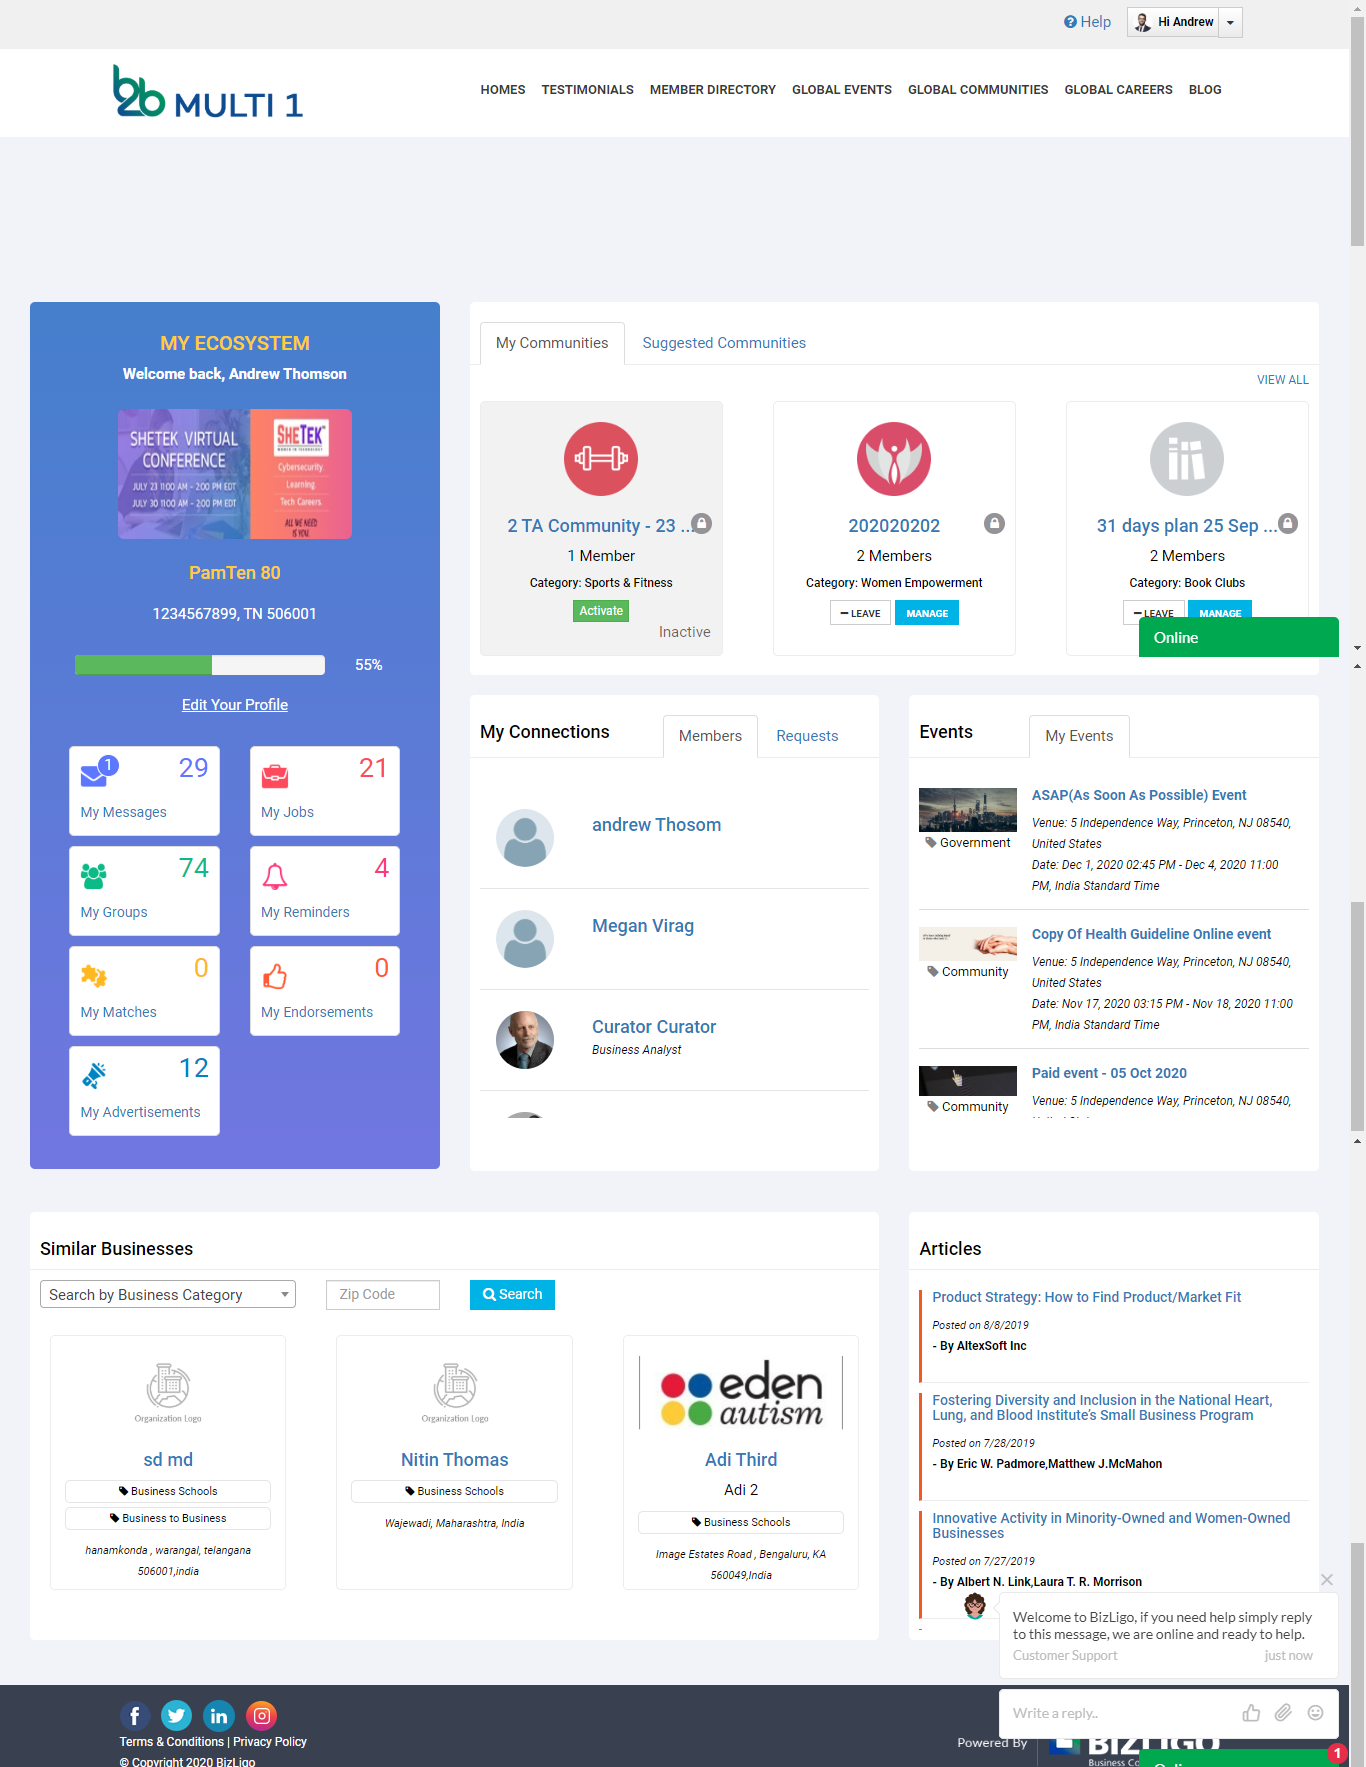 Help
Hi Andrew
b2b MULTI 1
HOMES TESTIMONIALS MEMBER DIRECTORY GLOBAL EVENTS GLOBAL COMMUNITIES GLOBAL CAREERS BLOG
MY ECOSYSTEM
Welcome back, Andrew Thomson
SHETEK VIRTUAL
CONFERENCE
JULY 23 11:00 AM - 2:00 PM EDT
JULY 30 11:00 AM - 2:00 PM EDT
SHETEK
WOMEN IN TECHNOLOGY
Cybersecurity
Learning
Tech Careers
ALL WE NEED
IS YOU!
PamTen 80
1234567899, TN 506001
55%
Edit Your Profile
1
29
My Messages
21
My Jobs
74
My Groups
4
My Reminders
0
My Matches
0
My Endorsements
12
My Advertisements
My Communities
Suggested Communities
VIEW ALL
2 TA Community - 23 ...
1 Member
Category: Sports & Fitness
Activate
Inactive
202020202
2 Members
Category: Women Empowerment
LEAVE
MANAGE
31 days plan 25 Sep ...
2 Members
Category: Book Clubs
LEAVE
MANAGE
Online
My Connections
Members
Requests
andrew Thosom
Megan Virag
Curator Curator
Business Analyst
Events
My Events
ASAP(As Soon As Possible) Event
Government
Venue: 5 Independence Way, Princeton, NJ 08540,
United States
Date: Dec 1, 2020 02:45 PM - Dec 4, 2020 11:00
PM, India Standard Time
Copy Of Health Guideline Online event
Community
Venue: 5 Independence Way, Princeton, NJ 08540,
United States
Date: Nov 17, 2020 03:15 PM - Nov 18, 2020 11:00
PM, India Standard Time
Paid event - 05 Oct 2020
Community
Venue: 5 Independence Way, Princeton, NJ 08540,
Similar Businesses
Search by Business Category
Zip Code
Search
Organization Logo
sd md
Business Schools
Business to Business
hanamkonda , warangal, telangana
506001,india
Organization Logo
Nitin Thomas
Business Schools
Wajewadi, Maharashtra, India
eden
autism
Adi Third
Adi 2
Business Schools
Image Estates Road , Bengaluru, KA
560049,India
Articles
Product Strategy: How to Find Product/Market Fit
Posted on 8/8/2019
- By AltexSoft Inc
Fostering Diversity and Inclusion in the National Heart,
Lung, and Blood Institute's Small Business Program
Posted on 7/28/2019
- By Eric W. Padmore,Matthew J.McMahon
Innovative Activity in Minority-Owned and Women-Owned
Businesses
Posted on 7/27/2019
- By Albert N. Link,Laura T. R. Morrison
Welcome to BizLigo, if you need help simply reply
to this message, we are online and ready to help.
Customer Support
just now
Write a reply..
Terms & Conditions | Privacy Policy
© Copyright 2020 BizLigo
Powered By
BIZLIGO
Business Co
1
Online